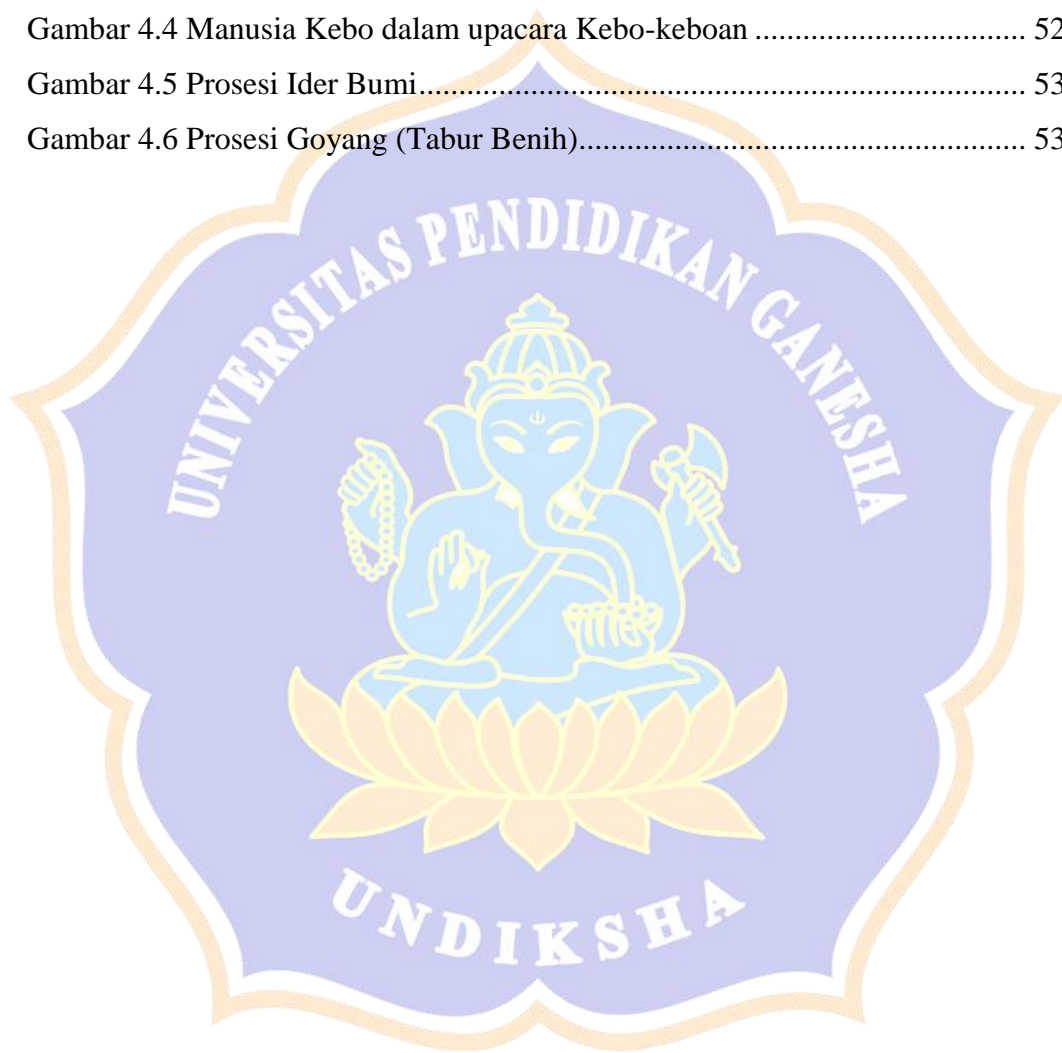 Gambar 4.4 Manusia Kebo dalam upacara Kebo-keboan ................................. 52
Gambar 4.5 Prosesi Ider Bumi.......................................................................... 53
Gambar 4.6 Prosesi Goyang (Tabur Benih)...................................................... 53
UNIVERSITAS PENDIDIKAN GANESHA
UNDIKSHA